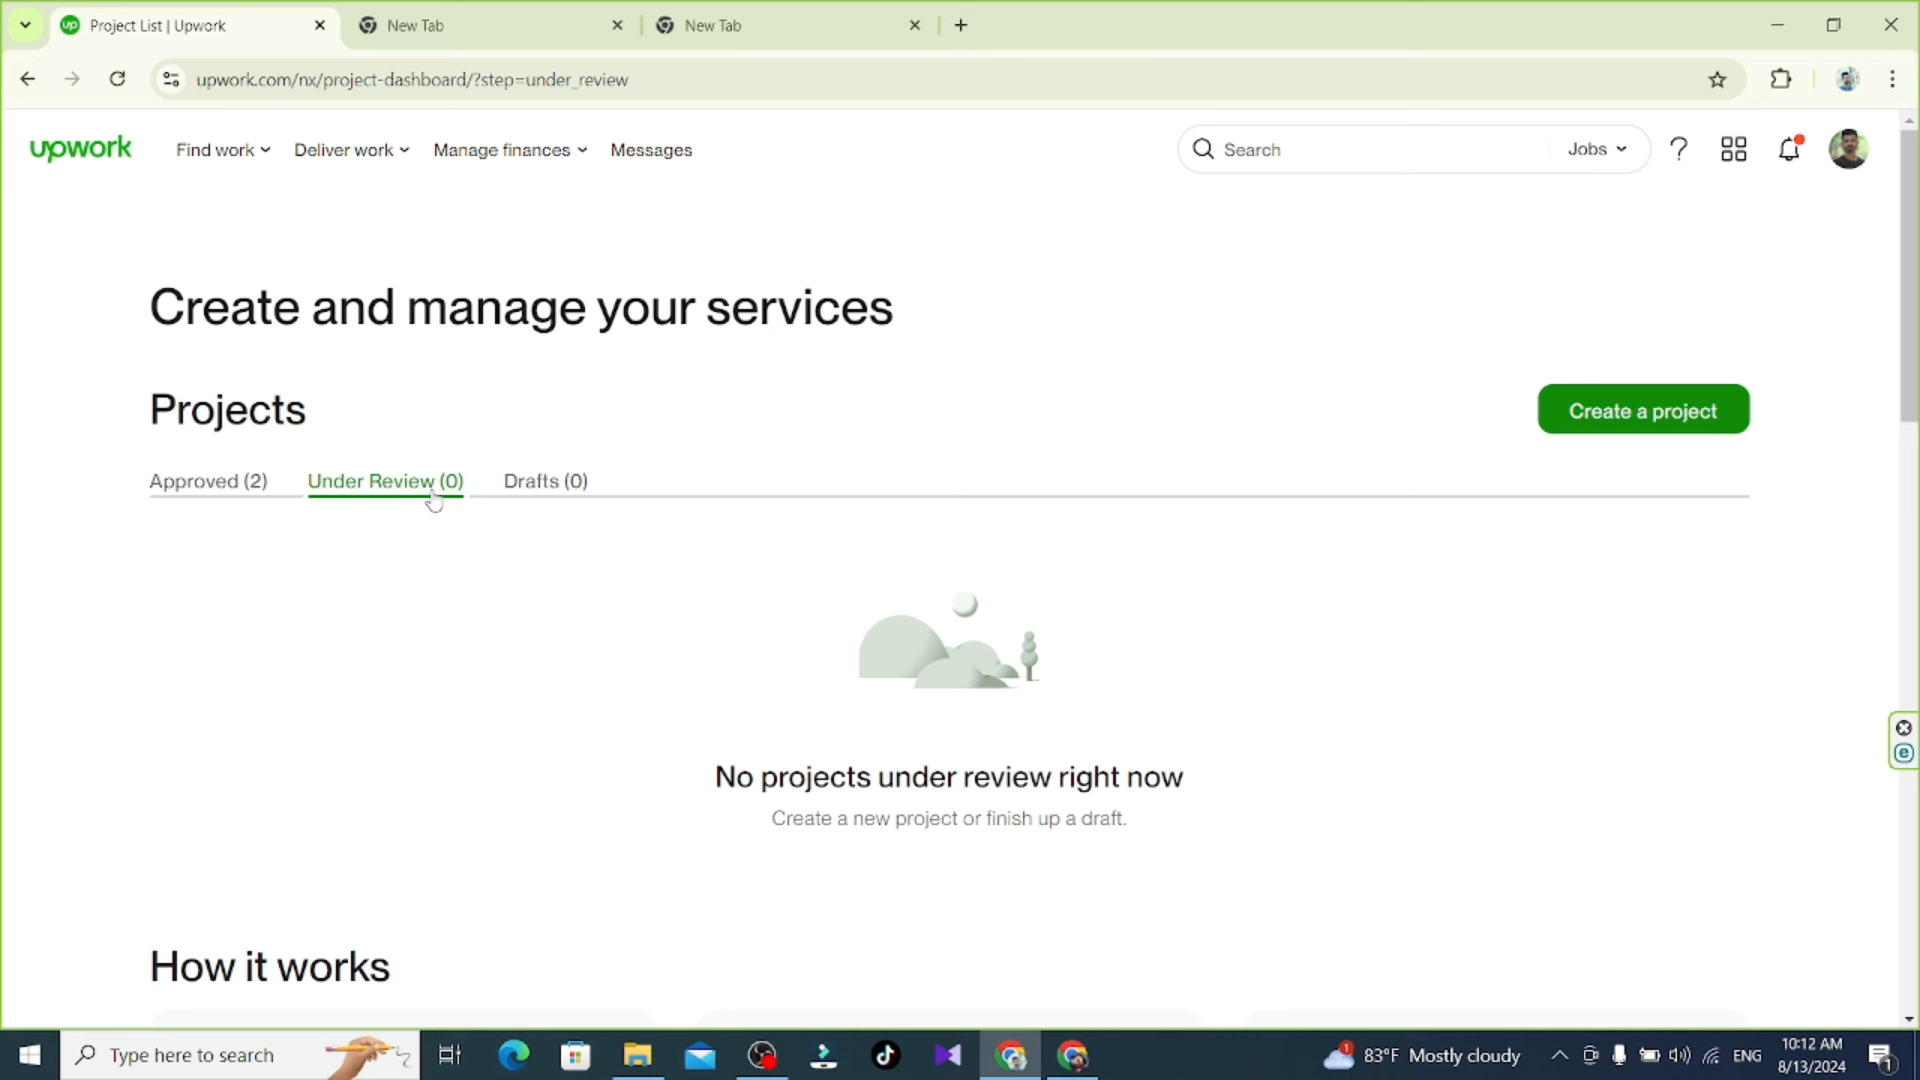 Project List | Upwork
New Tab
New Tab
upwork.com/nx/project-dashboard/?step=under_review
upwork
Find work
Deliver work
Manage finances
Messages
Search
Jobs
Create and manage your services
Projects
Create a project
Approved (2)
Under Review (0)
Drafts (0)
No projects under review right now
Create a new project or finish up a draft.
How it works
Type here to search
83°F Mostly cloudy
ENG
10:12 AM
8/13/2024